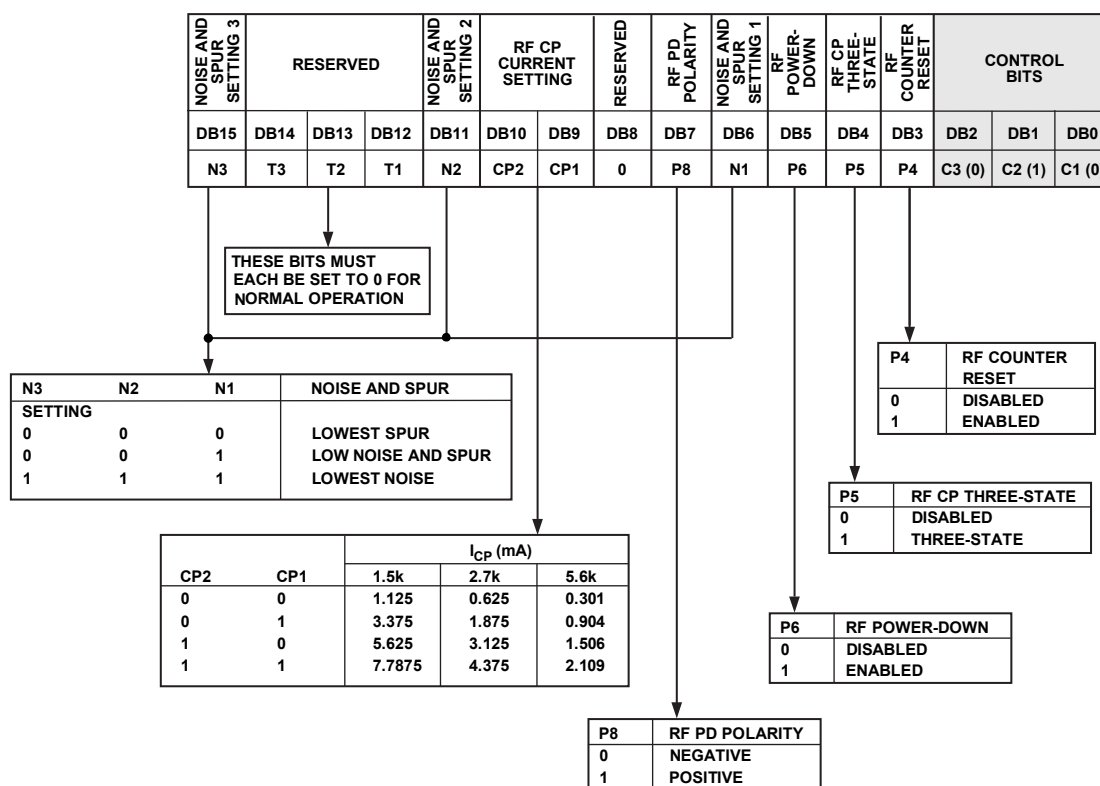 NOISE AND SPUR SETTING 3
RESERVED
NOISE AND SPUR SETTING 2
RF CP CURRENT SETTING
RESERVED
RF PD POLARITY
NOISE AND SPUR SETTING 1
RF POWER-DOWN
RF CP THREE-STATE
RF COUNTER RESET
CONTROL BITS
DB15 DB14 DB13 DB12 DB11 DB10 DB9 DB8 DB7 DB6 DB5 DB4 DB3 DB2 DB1 DB0
N3 T3 T2 T1 N2 CP2 CP1 0 P8 N1 P6 P5 P4 C3 (0) C2 (1) C1 (0
THESE BITS MUST
EACH BE SET TO 0 FOR
NORMAL OPERATION
P4 RF COUNTER
RESET
0 DISABLED
1 ENABLED
N3 N2 N1 NOISE AND SPUR
SETTING
0 0 0 LOWEST SPUR
0 0 1 LOW NOISE AND SPUR
1 1 1 LOWEST NOISE
P5 RF CP THREE-STATE
0 DISABLED
1 THREE-STATE
ICP (mA)
CP2 CP1 1.5k 2.7k 5.6k
0 0 1.125 0.625 0.301
0 1 3.375 1.875 0.904
1 0 5.625 3.125 1.506
1 1 7.7875 4.375 2.109
P6 RF POWER-DOWN
0 DISABLED
1 ENABLED
P8 RF PD POLARITY
0 NEGATIVE
1 POSITIVE